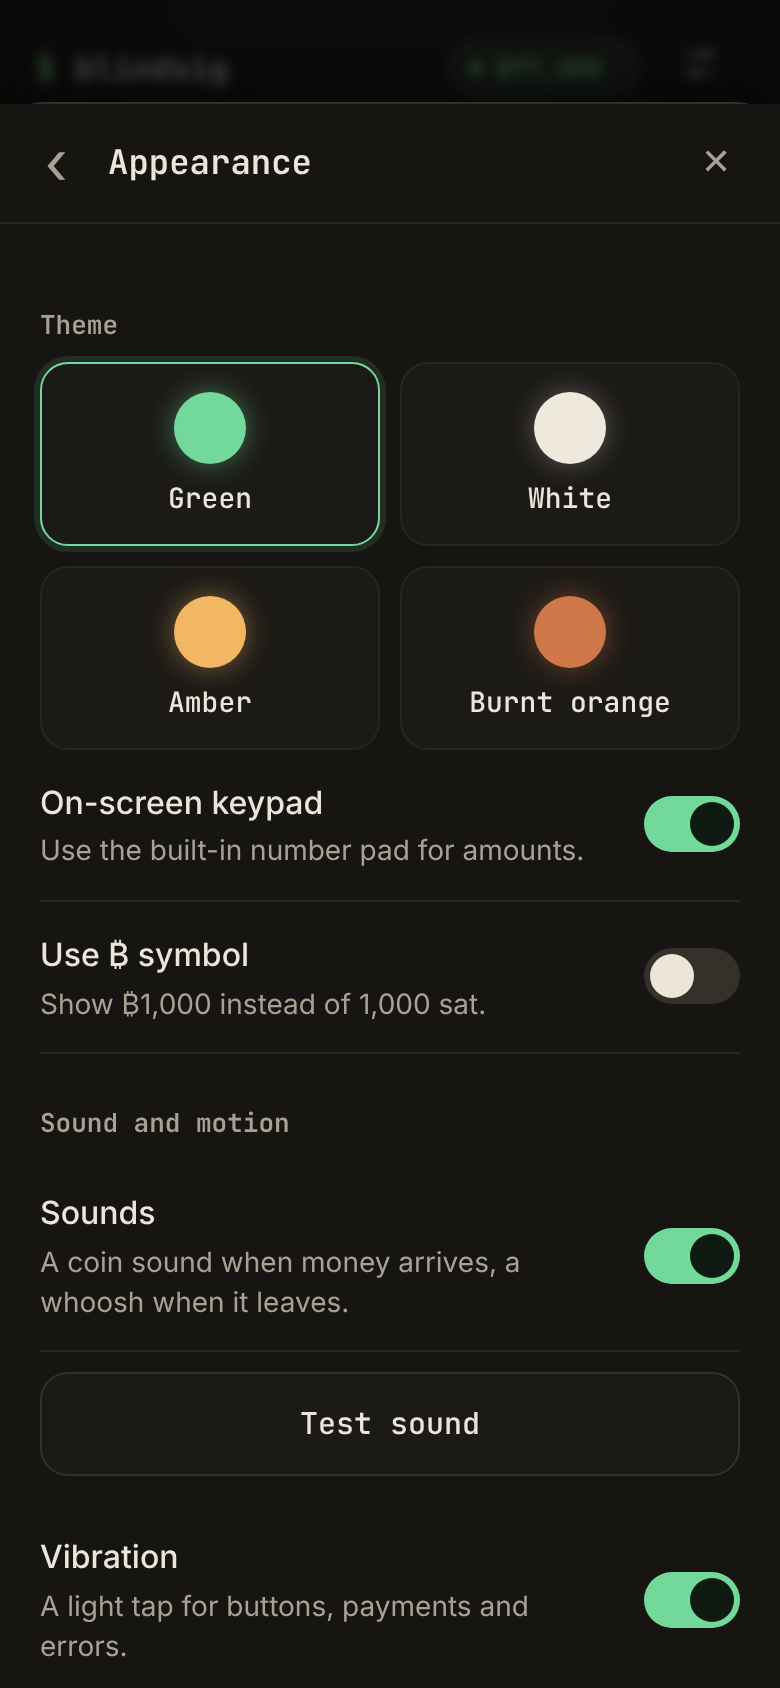 blindsig
Appearance
Theme
Green
White
Amber
Burnt orange
On-screen keypad
Use the built-in number pad for amounts.
Use ₿ symbol
Show ₿1,000 instead of 1,000 sat.
Sound and motion
Sounds
A coin sound when money arrives, a
whoosh when it leaves.
Test sound
Vibration
A light tap for buttons, payments and
errors.